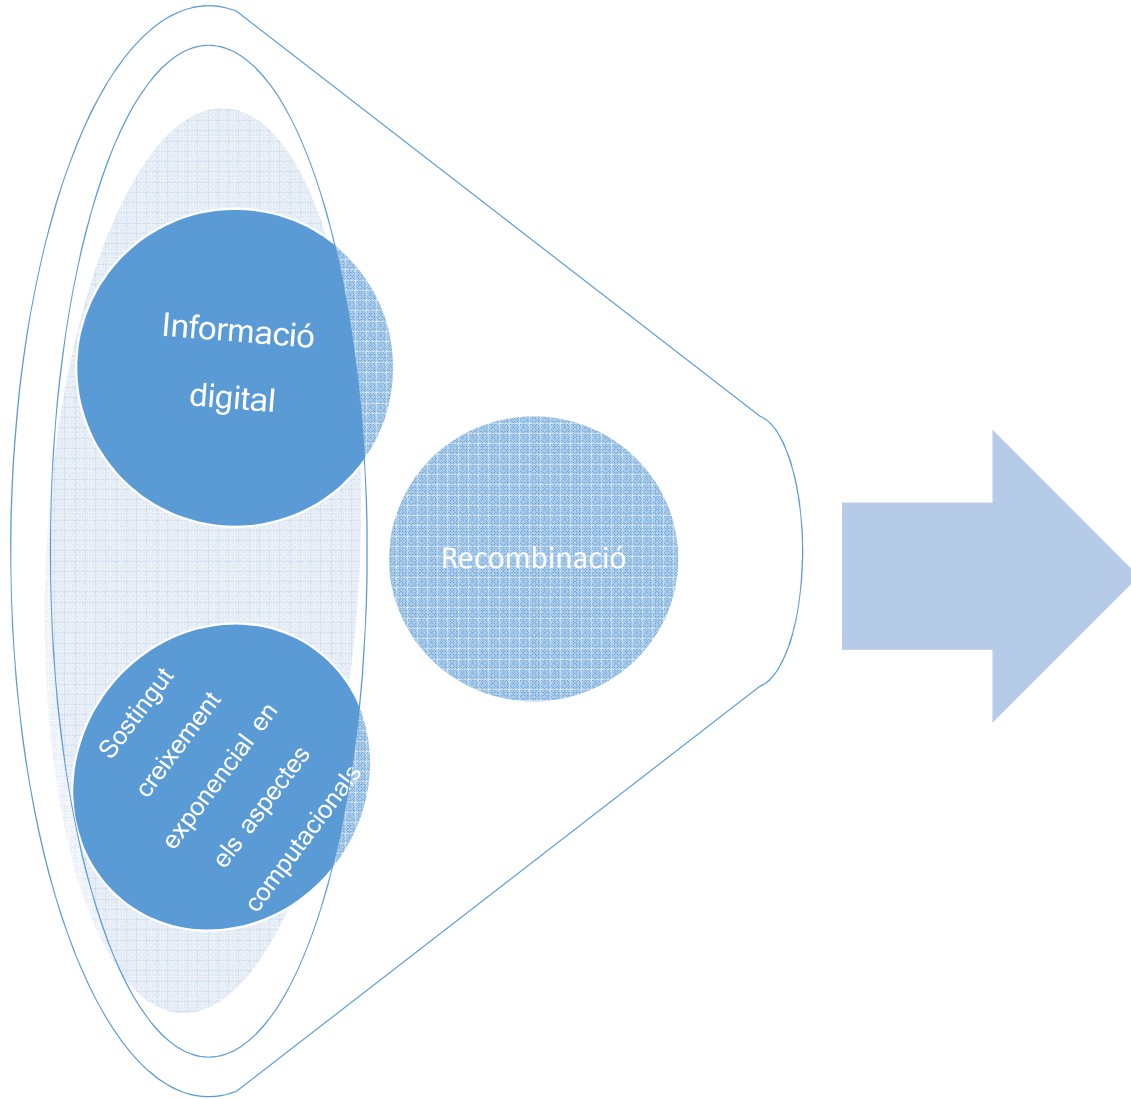 Informació
digital
Recombinació
Sostingut
creixement
exponencial en
els aspectes
computacionals